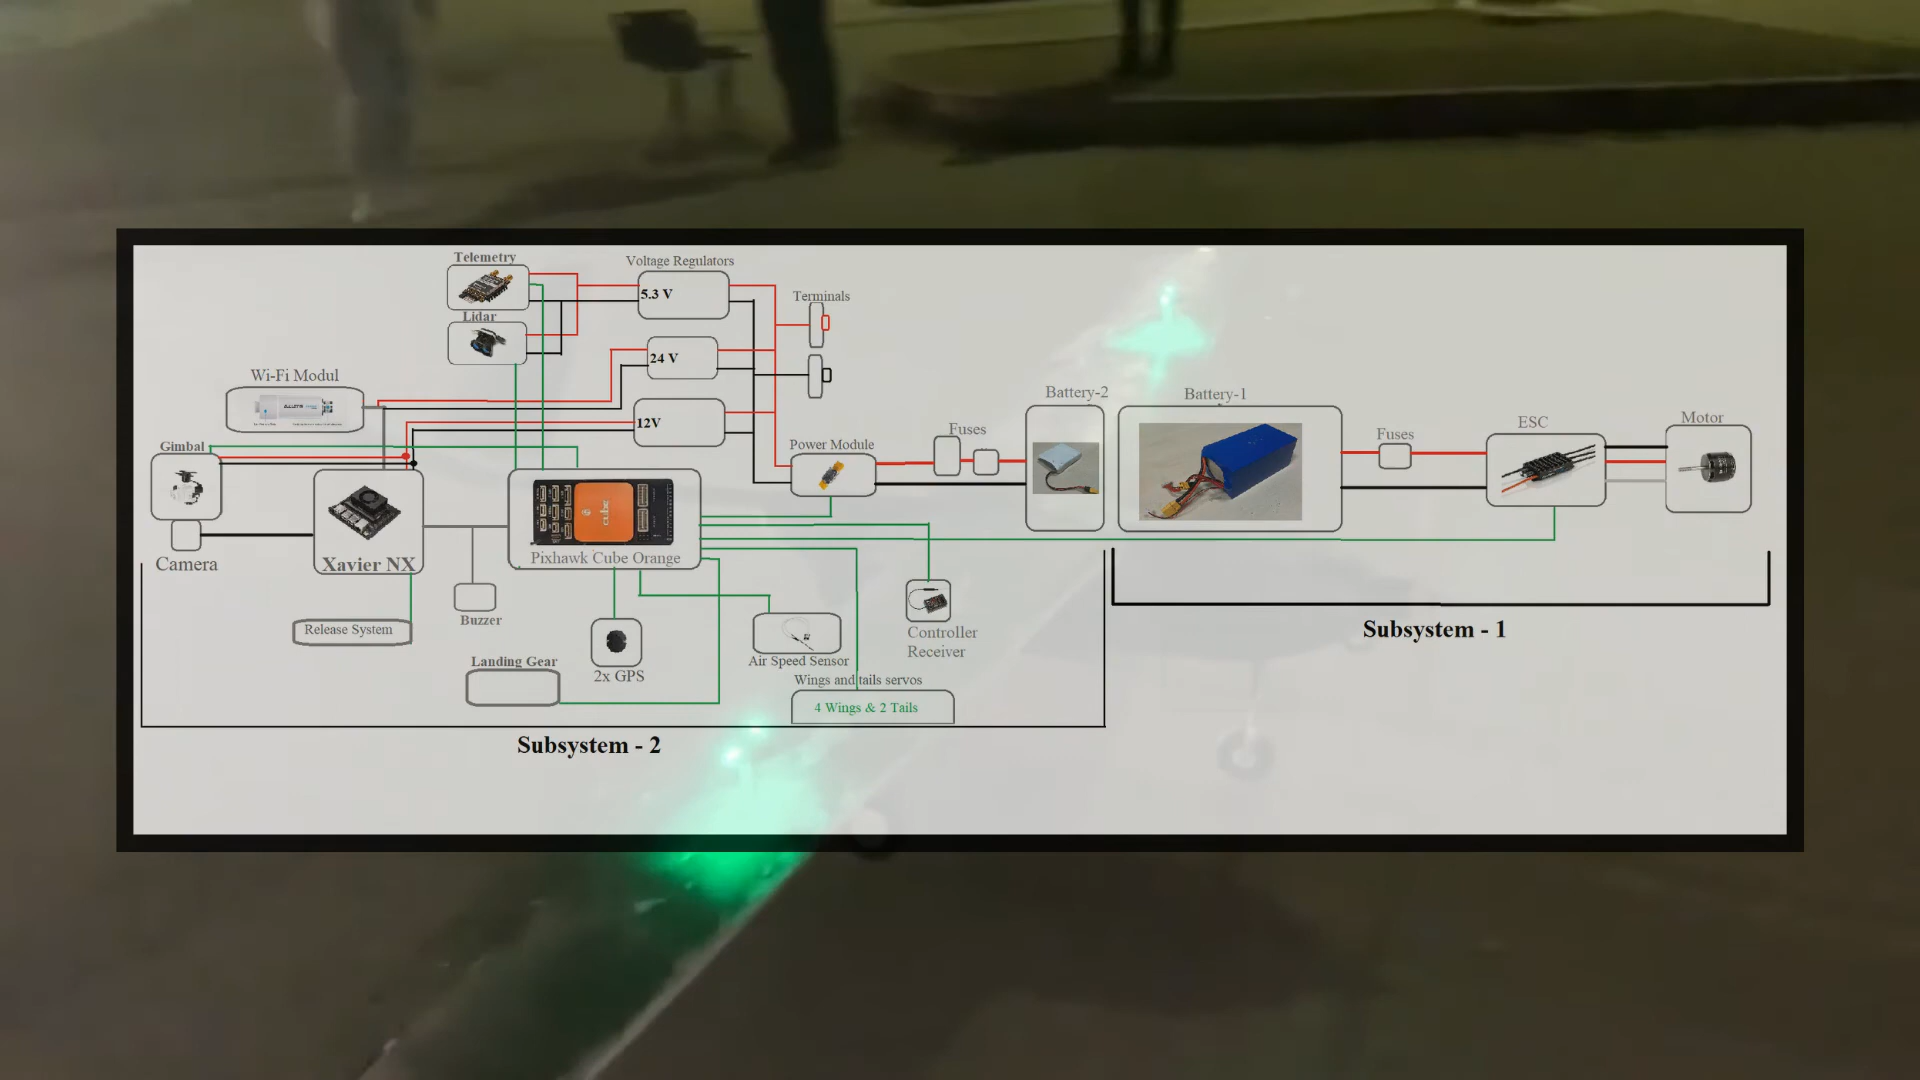 Telemetry
Voltage Regulators
5.3 V
Terminals
Lidar
24 V
Wi-Fi Modul
12V
Battery-2
Battery-1
Gimbal
Power Module
Fuses
Fuses
ESC
Motor
cube
Camera
Xavier NX
Pixhawk Cube Orange
Release System
Buzzer
Controller
Receiver
Subsystem - 1
Landing Gear
2x GPS
Air Speed Sensor
Wings and tails servos
4 Wings & 2 Tails
Subsystem - 2